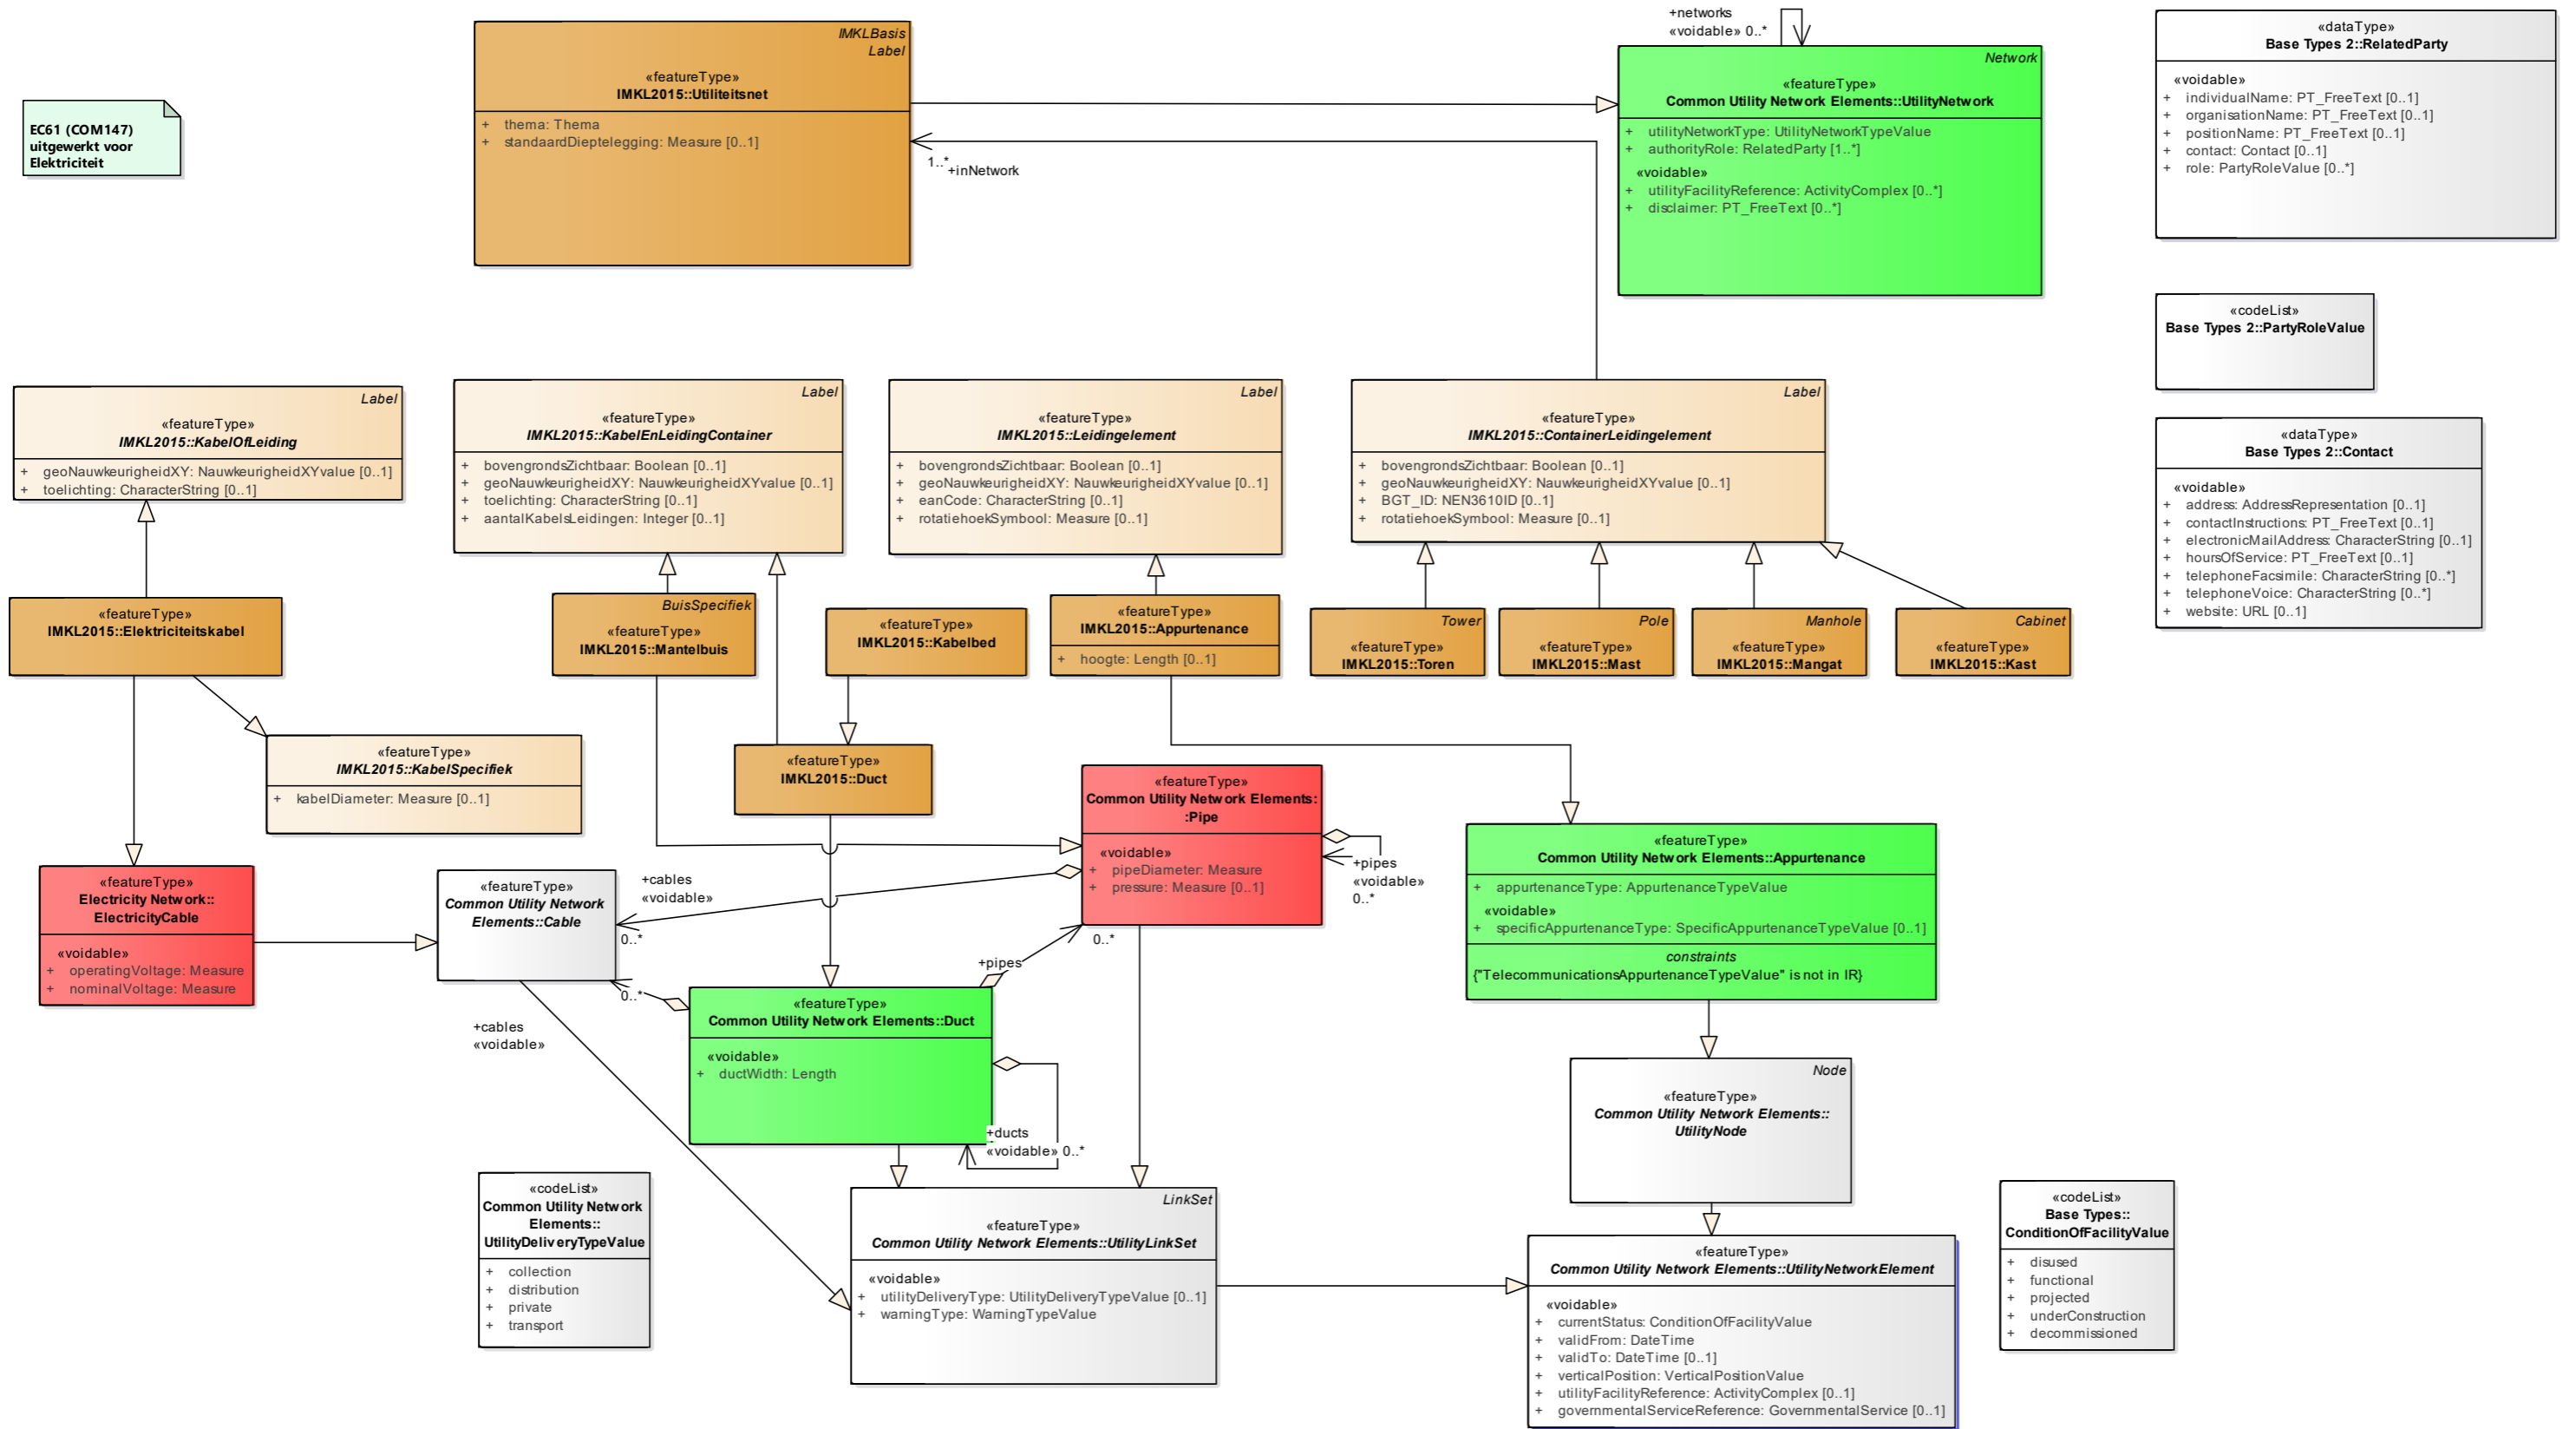 EC61 (COM147)
uitgewerkt voor
Elektriciteit
IMKLBasis
Label
«featureType»
IMKL2015::Utiliteitsnet
+ thema: Thema
+ standaardDieptelegging: Measure [0..1]
+networks
«voidable» 0..*
Network
«featureType»
Common Utility Network Elements::UtilityNetwork
+ utilityNetworkType: UtilityNetworkTypeValue
+ authorityRole: RelatedParty [1..*]
«voidable»
+ utilityFacilityReference: ActivityComplex [0..*]
+ disclaimer: PT_FreeText [0..*]
1..*
+inNetwork
«dataType»
Base Types 2::RelatedParty
«voidable»
+ individualName: PT_FreeText [0..1]
+ organisationName: PT_FreeText [0..1]
+ positionName: PT_FreeText [0..1]
+ contact: Contact [0..1]
+ role: PartyRoleValue [0..*]
«codeList»
Base Types 2::PartyRoleValue
Label
«featureType»
IMKL2015::KabelOfLeiding
+ geoNauwkeurigheidXY: NauwkeurigheidXYvalue [0..1]
+ toelichting: CharacterString [0..1]
Label
«featureType»
IMKL2015::KabelEnLeidingContainer
+ bovengrondsZichtbaar: Boolean [0..1]
+ geoNauwkeurigheidXY: NauwkeurigheidXYvalue [0..1]
+ toelichting: CharacterString [0..1]
+ aantalKabelsLeidingen: Integer [0..1]
Label
«featureType»
IMKL2015::Leidingelement
+ bovengrondsZichtbaar: Boolean [0..1]
+ geoNauwkeurigheidXY: NauwkeurigheidXYvalue [0..1]
+ eanCode: CharacterString [0..1]
+ rotatiehoekSymbool: Measure [0..1]
Label
«featureType»
IMKL2015::ContainerLeidingelement
+ bovengrondsZichtbaar: Boolean [0..1]
+ geoNauwkeurigheidXY: NauwkeurigheidXYvalue [0..1]
+ BGT_ID: NEN3610ID [0..1]
+ rotatiehoekSymbool: Measure [0..1]
«dataType»
Base Types 2::Contact
«voidable»
+ address: AddressRepresentation [0..1]
+ contactInstructions: PT_FreeText [0..1]
+ electronicMailAddress: CharacterString [0..1]
+ hoursOfService: PT_FreeText [0..1]
+ telephoneFacsimile: CharacterString [0..*]
+ telephoneVoice: CharacterString [0..*]
+ website: URL [0..1]
«featureType»
IMKL2015::Elektriciteitskabel
BuisSpecifiek
«featureType»
IMKL2015::Mantelbuis
«featureType»
IMKL2015::Kabelbed
«featureType»
IMKL2015::Appurtenance
+ hoogte: Length [0..1]
Tower
«featureType»
IMKL2015::Toren
Pole
«featureType»
IMKL2015::Mast
Manhole
«featureType»
IMKL2015::Mangat
Cabinet
«featureType»
IMKL2015::Kast
«featureType»
IMKL2015::KabelSpecifiek
+ kabelDiameter: Measure [0..1]
«featureType»
IMKL2015::Duct
«featureType»
Common Utility Network Elements:
:Pipe
«voidable»
+ pipeDiameter: Measure
+ pressure: Measure [0..1]
+pipes
«voidable»
0..*
«featureType»
Common Utility Network Elements::Appurtenance
+ appurtenanceType: AppurtenanceTypeValue
«voidable»
+ specificAppurtenanceType: SpecificAppurtenanceTypeValue [0..1]
constraints
{"TelecommunicationsAppurtenanceTypeValue" is not in IR}
«featureType»
Electricity Network::
ElectricityCable
«voidable»
+ operatingVoltage: Measure
+ nominalVoltage: Measure
«featureType»
Common Utility Network
Elements::Cable
+cables
«voidable»
0..*
0..*
+pipes
0..*
+cables
«voidable»
«featureType»
Common Utility Network Elements::Duct
«voidable»
+ ductWidth: Length
+ducts
«voidable» 0..*
Node
«featureType»
Common Utility Network Elements::
UtilityNode
«codeList»
Common Utility Network
Elements::
UtilityDeliveryTypeValue
+ collection
+ distribution
+ private
+ transport
LinkSet
«featureType»
Common Utility Network Elements::UtilityLinkSet
«voidable»
+ utilityDeliveryType: UtilityDeliveryTypeValue [0..1]
+ warningType: WarningTypeValue
«featureType»
Common Utility Network Elements::UtilityNetworkElement
«voidable»
+ currentStatus: ConditionOfFacilityValue
+ validFrom: DateTime
+ validTo: DateTime [0..1]
+ verticalPosition: VerticalPositionValue
+ utilityFacilityReference: ActivityComplex [0..1]
+ governmentalServiceReference: GovernmentalService [0..1]
«codeList»
Base Types::
ConditionOfFacilityValue
+ disused
+ functional
+ projected
+ underConstruction
+ decommissioned